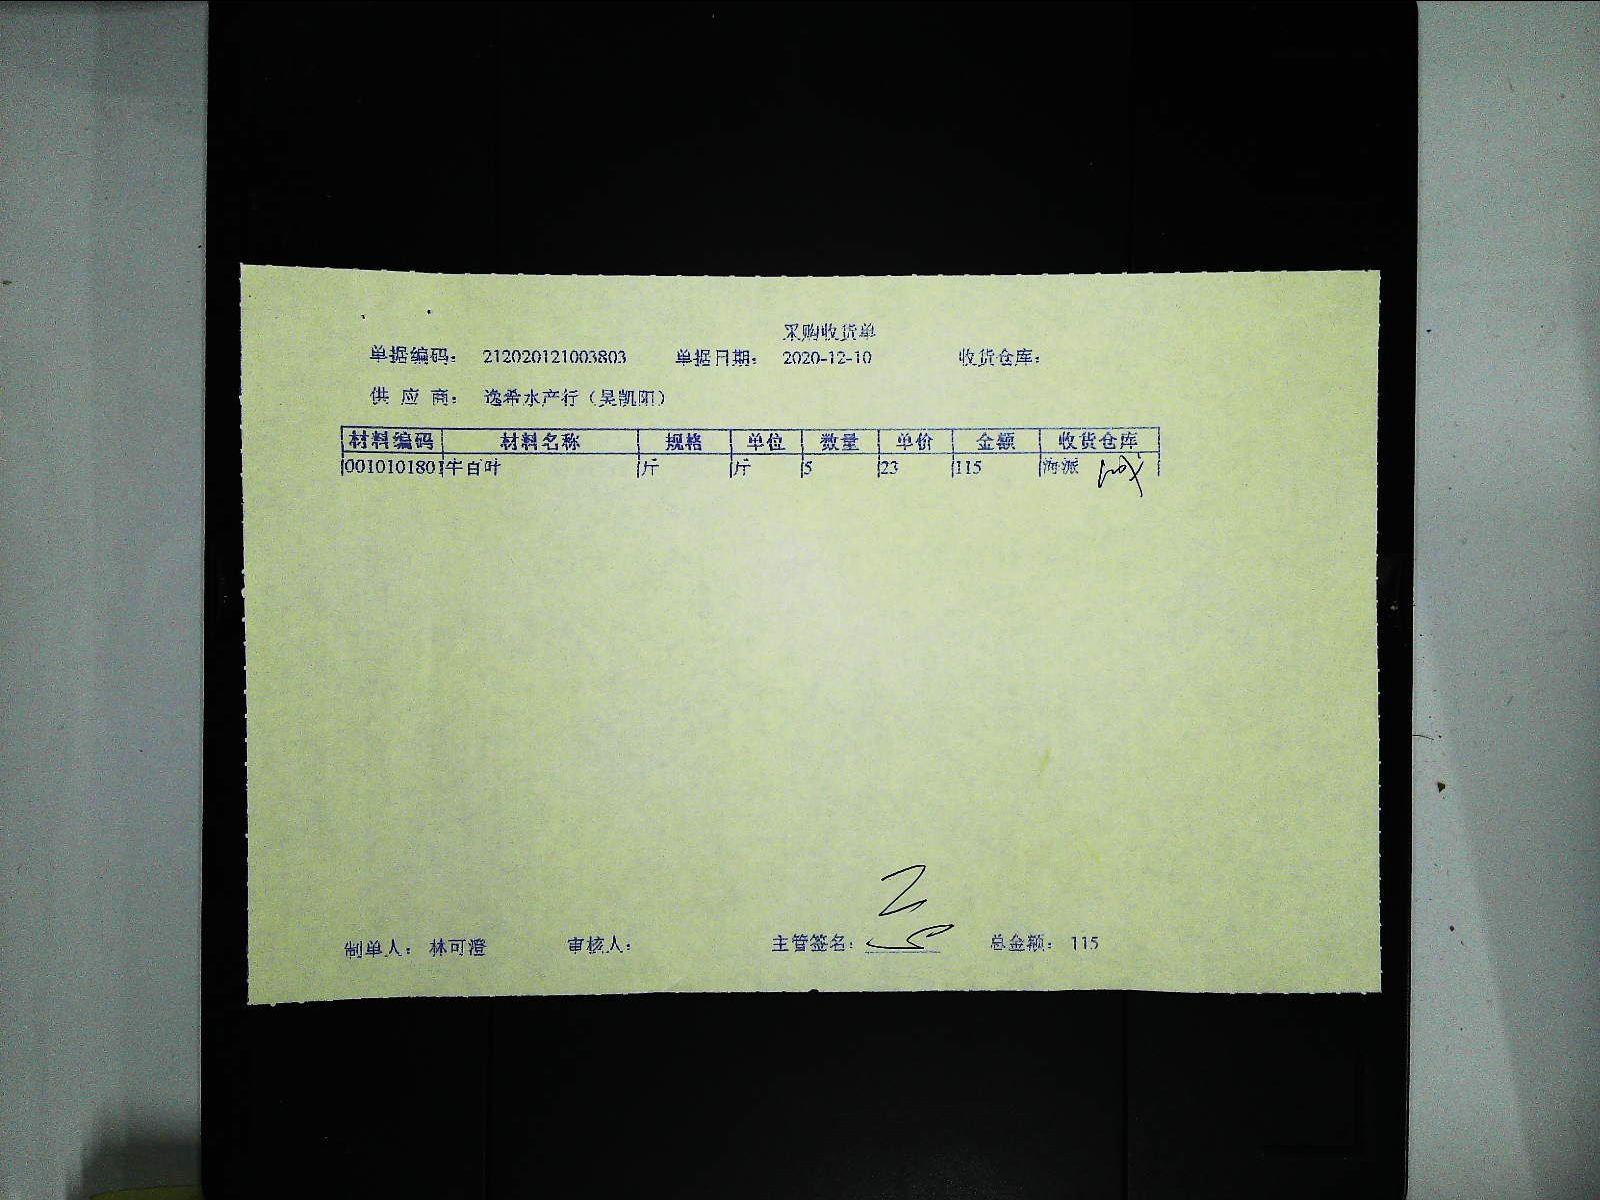 采购收货单
单据编码: 212020121003803 单据日期: 2020-12-10 收货仓库:
供 应 商: 逸希水产行（吴凯阳）
材料编码 材料名称 规格 单位 数量 单价 金额 收货仓库
0010101801 牛百叶 斤 斤 5 23 115 海派
制单人: 林可澄 审核人: 主管签名: 总金额: 115